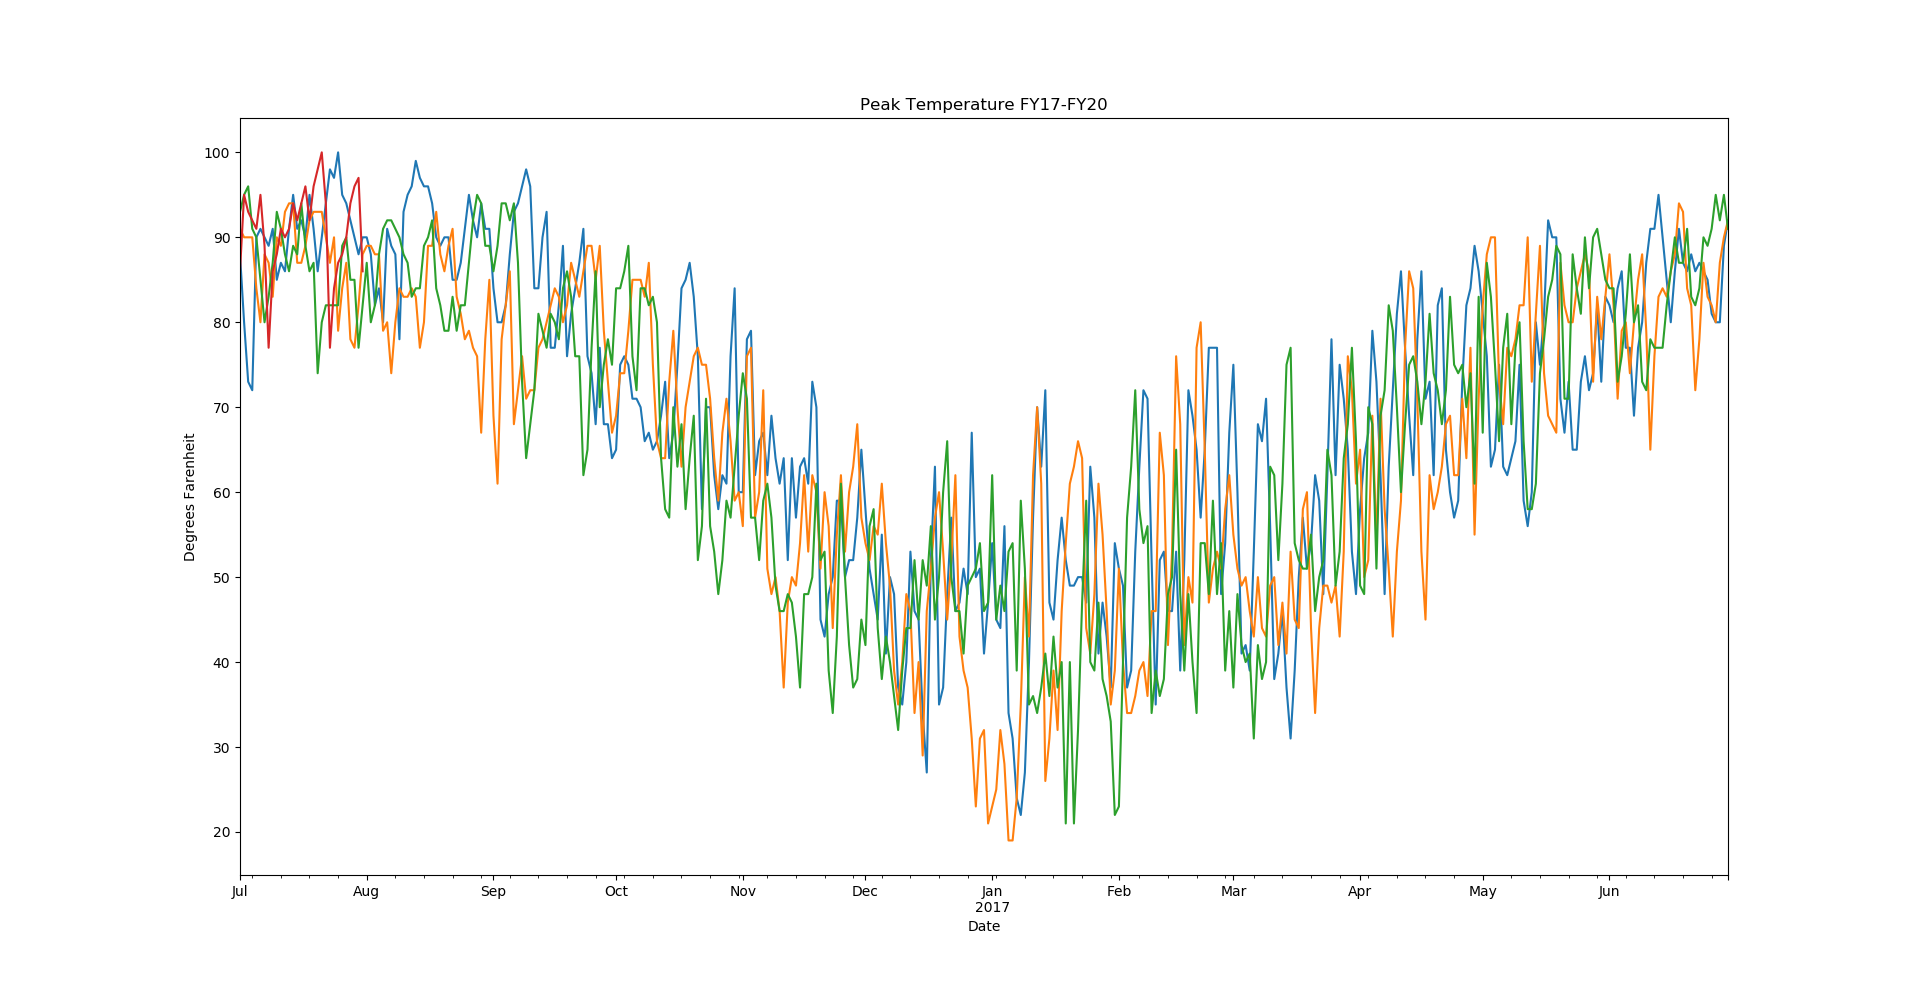 Peak Temperature FY17-FY20
Degrees Farenheit
100
90
80
70
60
50
40
30
20
Jul Aug Sep Oct Nov Dec Jan Feb Mar Apr May Jun
2017
Date